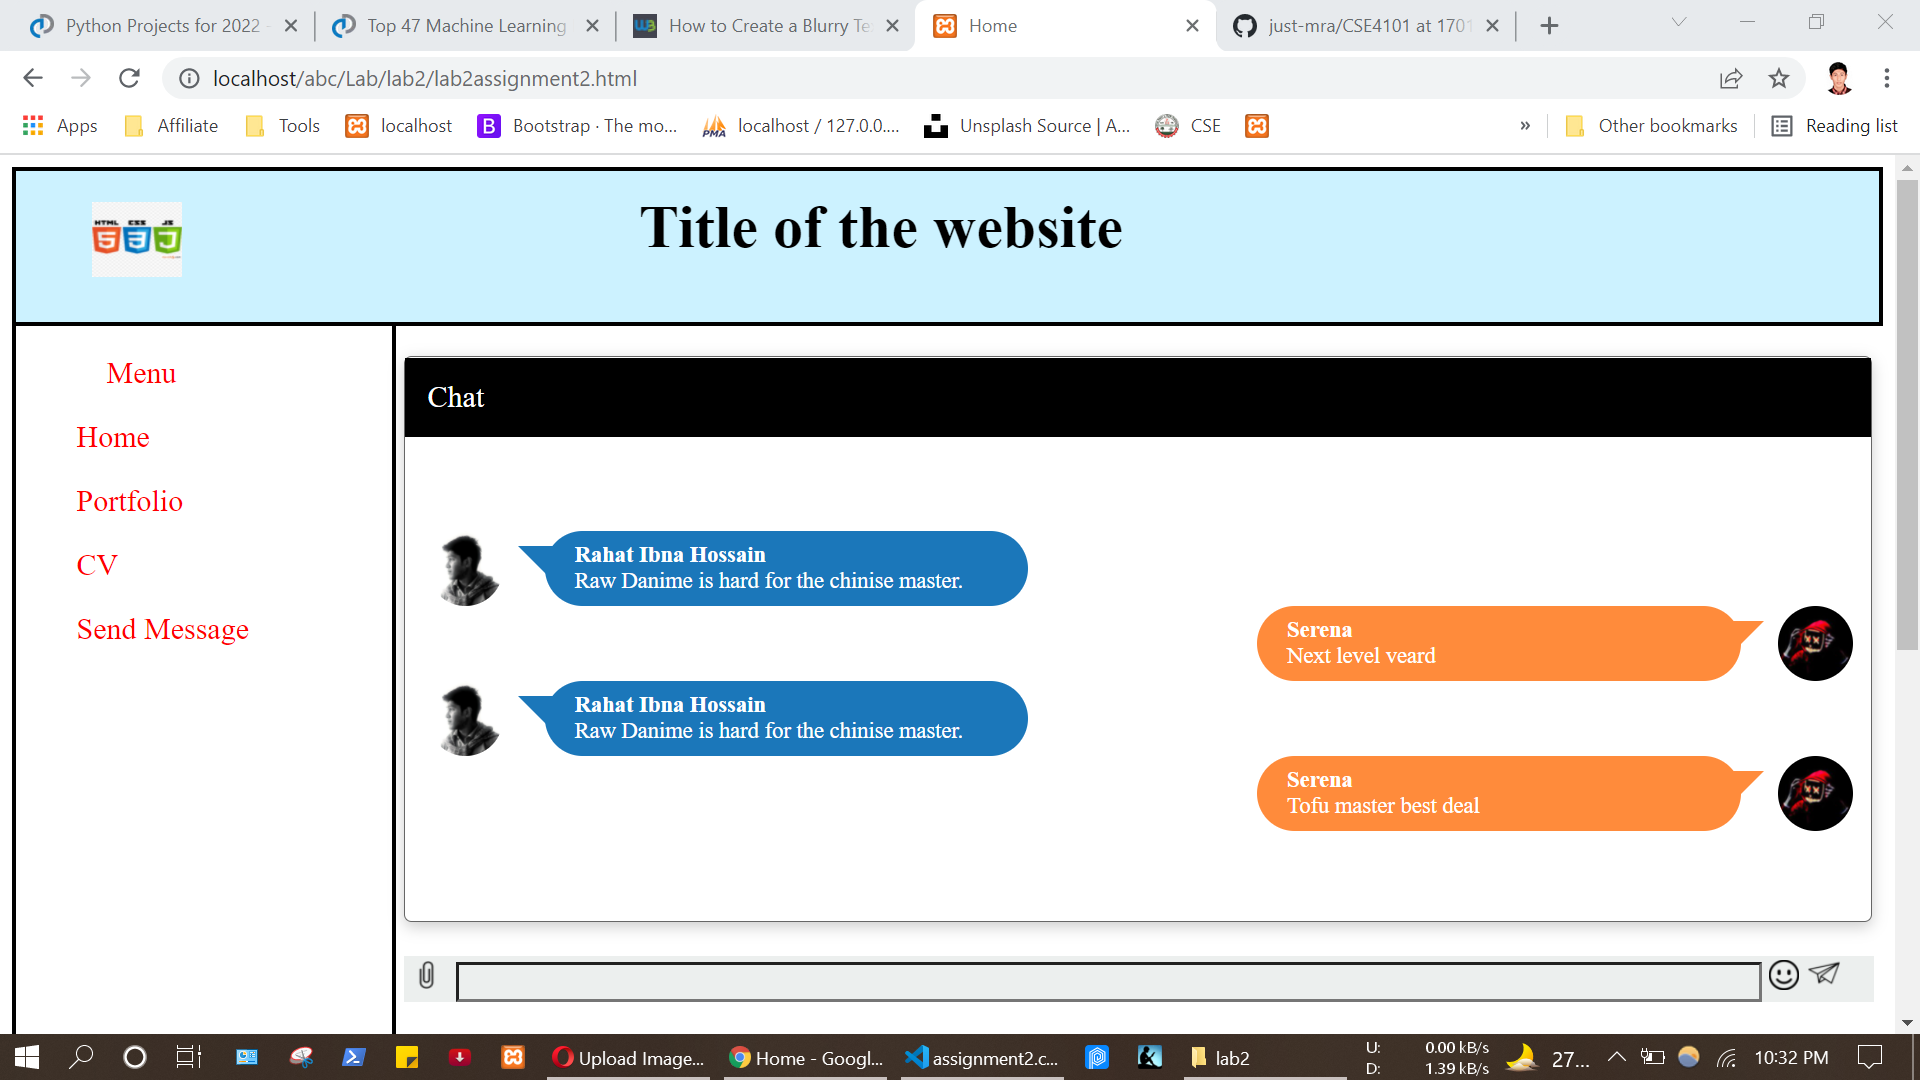 Python Projects for 2022 -
Top 47 Machine Learning
How to Create a Blurry Te
Home
just-mra/CSE4101 at 1701
localhost/abc/Lab/lab2/lab2assignment2.html
Apps
Affiliate
Tools
localhost
Bootstrap · The mo...
PMA
localhost / 127.0.0....
Unsplash Source | A...
CSE
»
Other bookmarks
Reading list
HTML CSS JS
5 3 J
Title of the website
Menu
Home
Portfolio
CV
Send Message
Chat
Rahat Ibna Hossain
Raw Danime is hard for the chinise master.
Serena
Next level veard
Rahat Ibna Hossain
Raw Danime is hard for the chinise master.
Serena
Tofu master best deal
Upload Image...
Home - Googl...
assignment2.c...
lab2
U: 0.00 kB/s
D: 1.39 kB/s
27...
10:32 PM